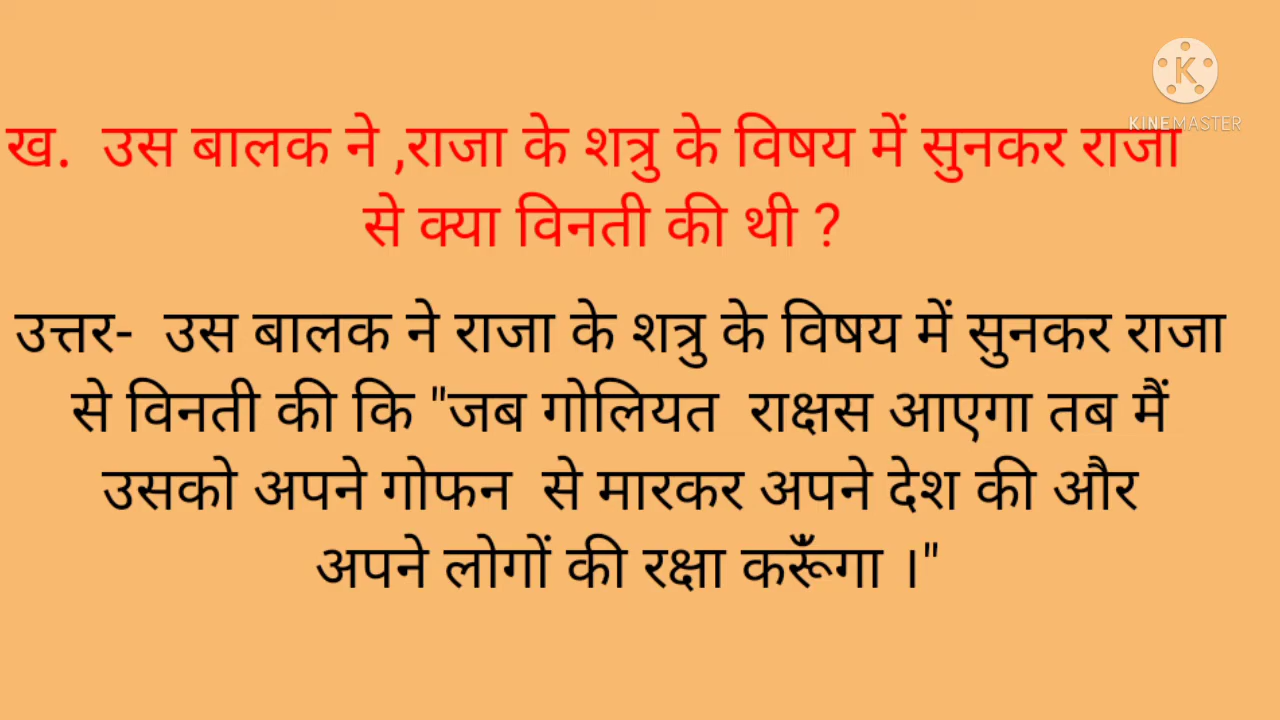 KINEMASTER
ख. उस बालक ने ,राजा के शत्रु के विषय में सुनकर राजा
से क्या विनती की थी ?
उत्तर- उस बालक ने राजा के शत्रु के विषय में सुनकर राजा
से विनती की कि "जब गोलियत राक्षस आएगा तब मैं
उसको अपने गोफन से मारकर अपने देश की और
अपने लोगों की रक्षा करूँगा ।"